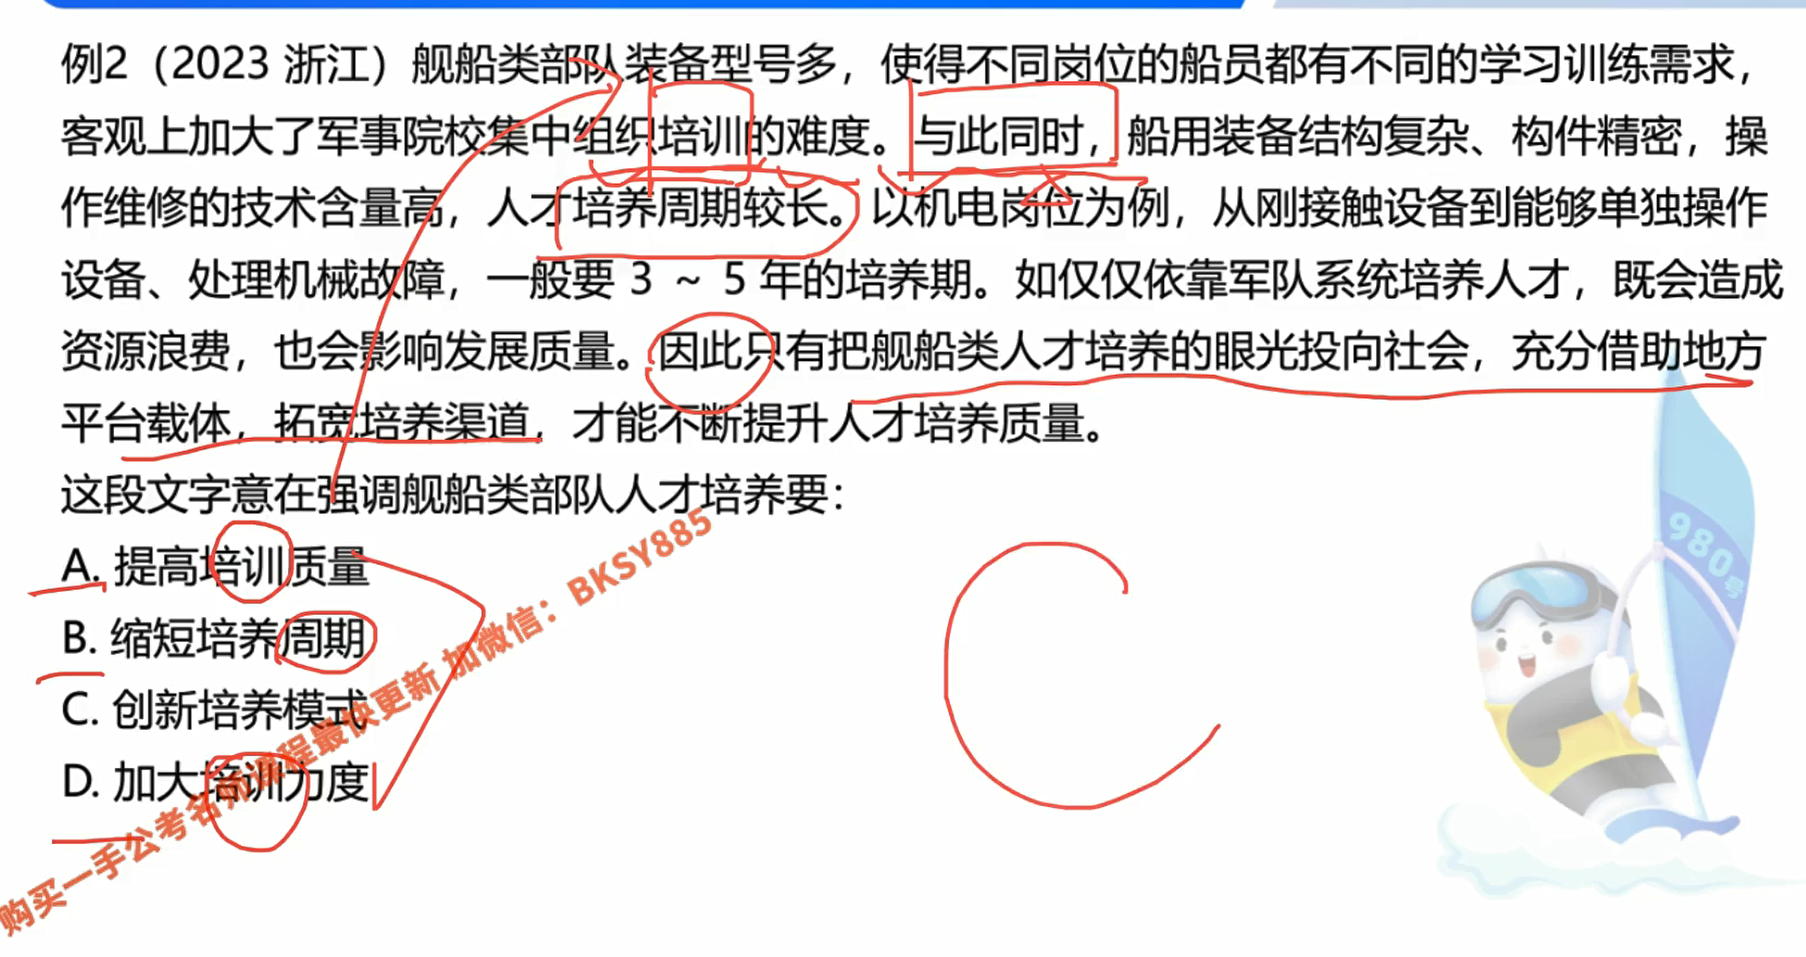 例2（2023 浙江）舰船类部队装备型号多，使得不同岗位的船员都有不同的学习训练需求，
客观上加大了军事院校集中组织培训的难度。与此同时，船用装备结构复杂、构件精密，操
作维修的技术含量高，人才培养周期较长。以机电岗位为例，从刚接触设备到能够单独操作
设备、处理机械故障，一般要 3 ~ 5 年的培养期。如仅仅依靠军队系统培养人才，既会造成
资源浪费，也会影响发展质量。因此只有把舰船类人才培养的眼光投向社会，充分借助地方
平台载体，拓宽培养渠道，才能不断提升人才培养质量。
这段文字意在强调舰船类部队人才培养要：
A. 提高培训质量
B. 缩短培养周期
C. 创新培养模式
D. 加大培训力度
购买一手公考名师课程最快更新 加微信：BKSY885
980号